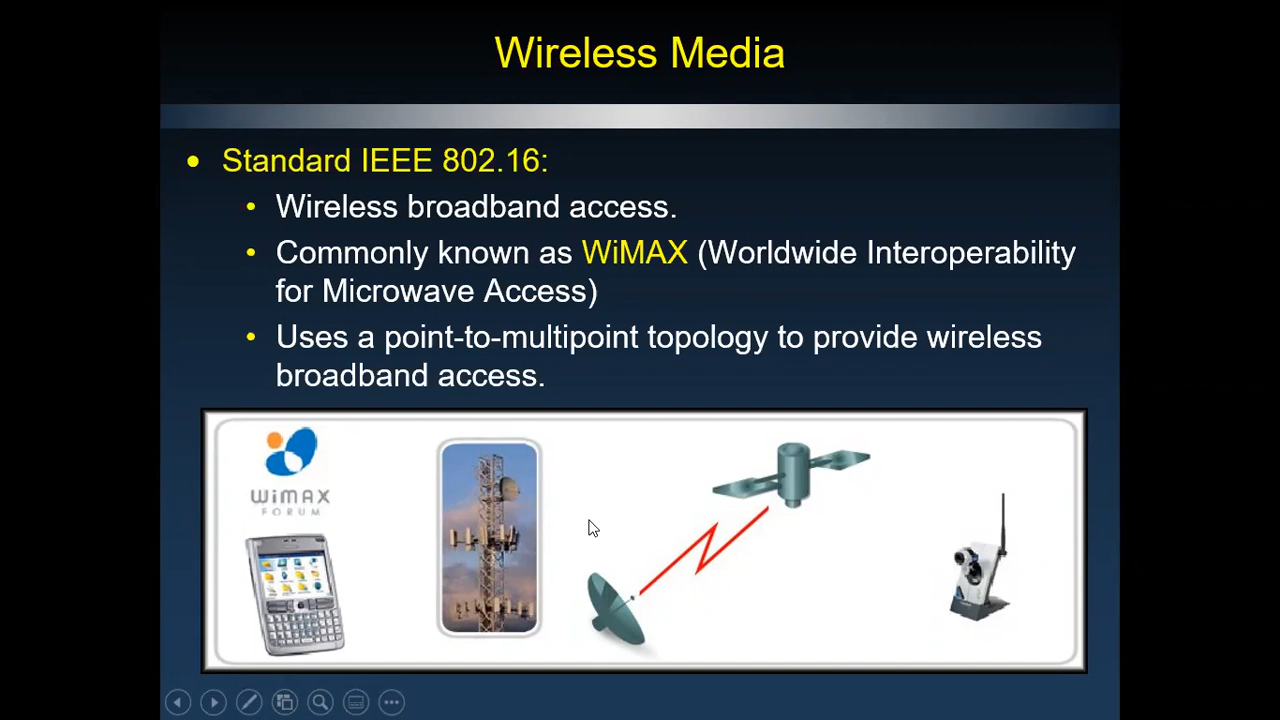 Wireless Media
• Standard IEEE 802.16:
• Wireless broadband access.
• Commonly known as WiMAX (Worldwide Interoperability
for Microwave Access)
• Uses a point-to-multipoint topology to provide wireless
broadband access.
WiMAX
FORUM